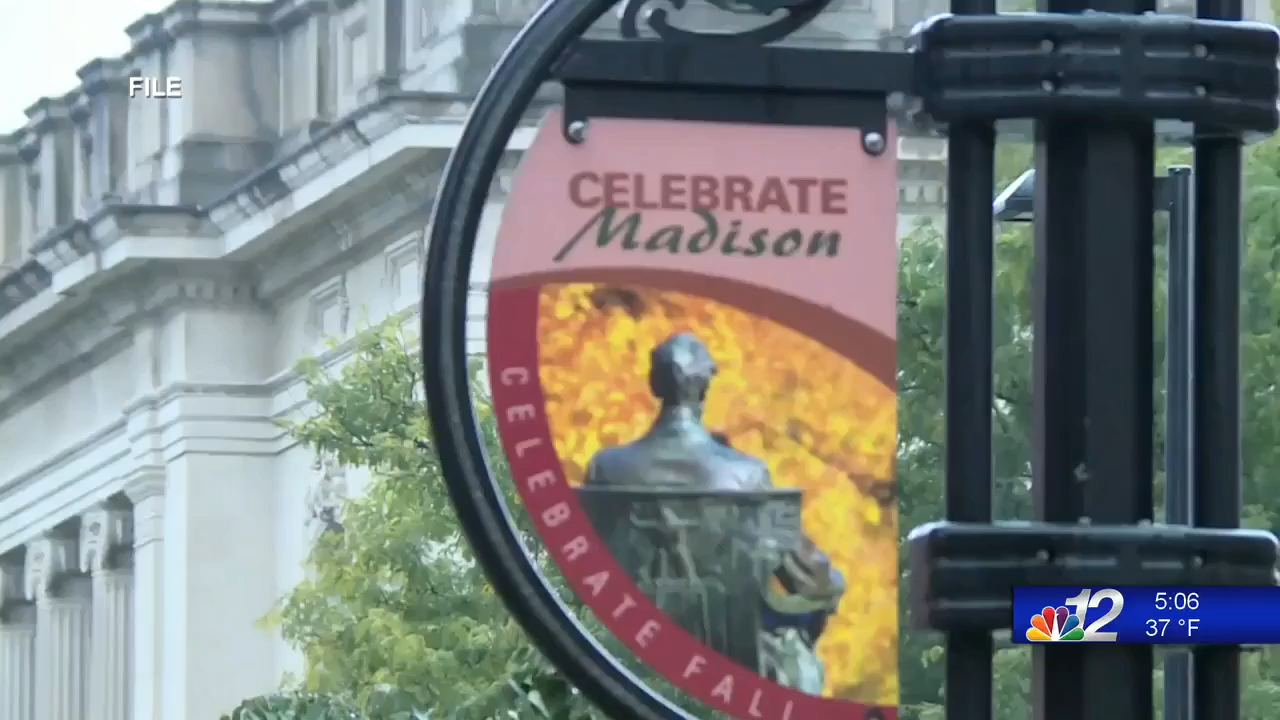 FILE
CELEBRATE
Madison
CELEBRATE FALL
12
5:06
37 °F